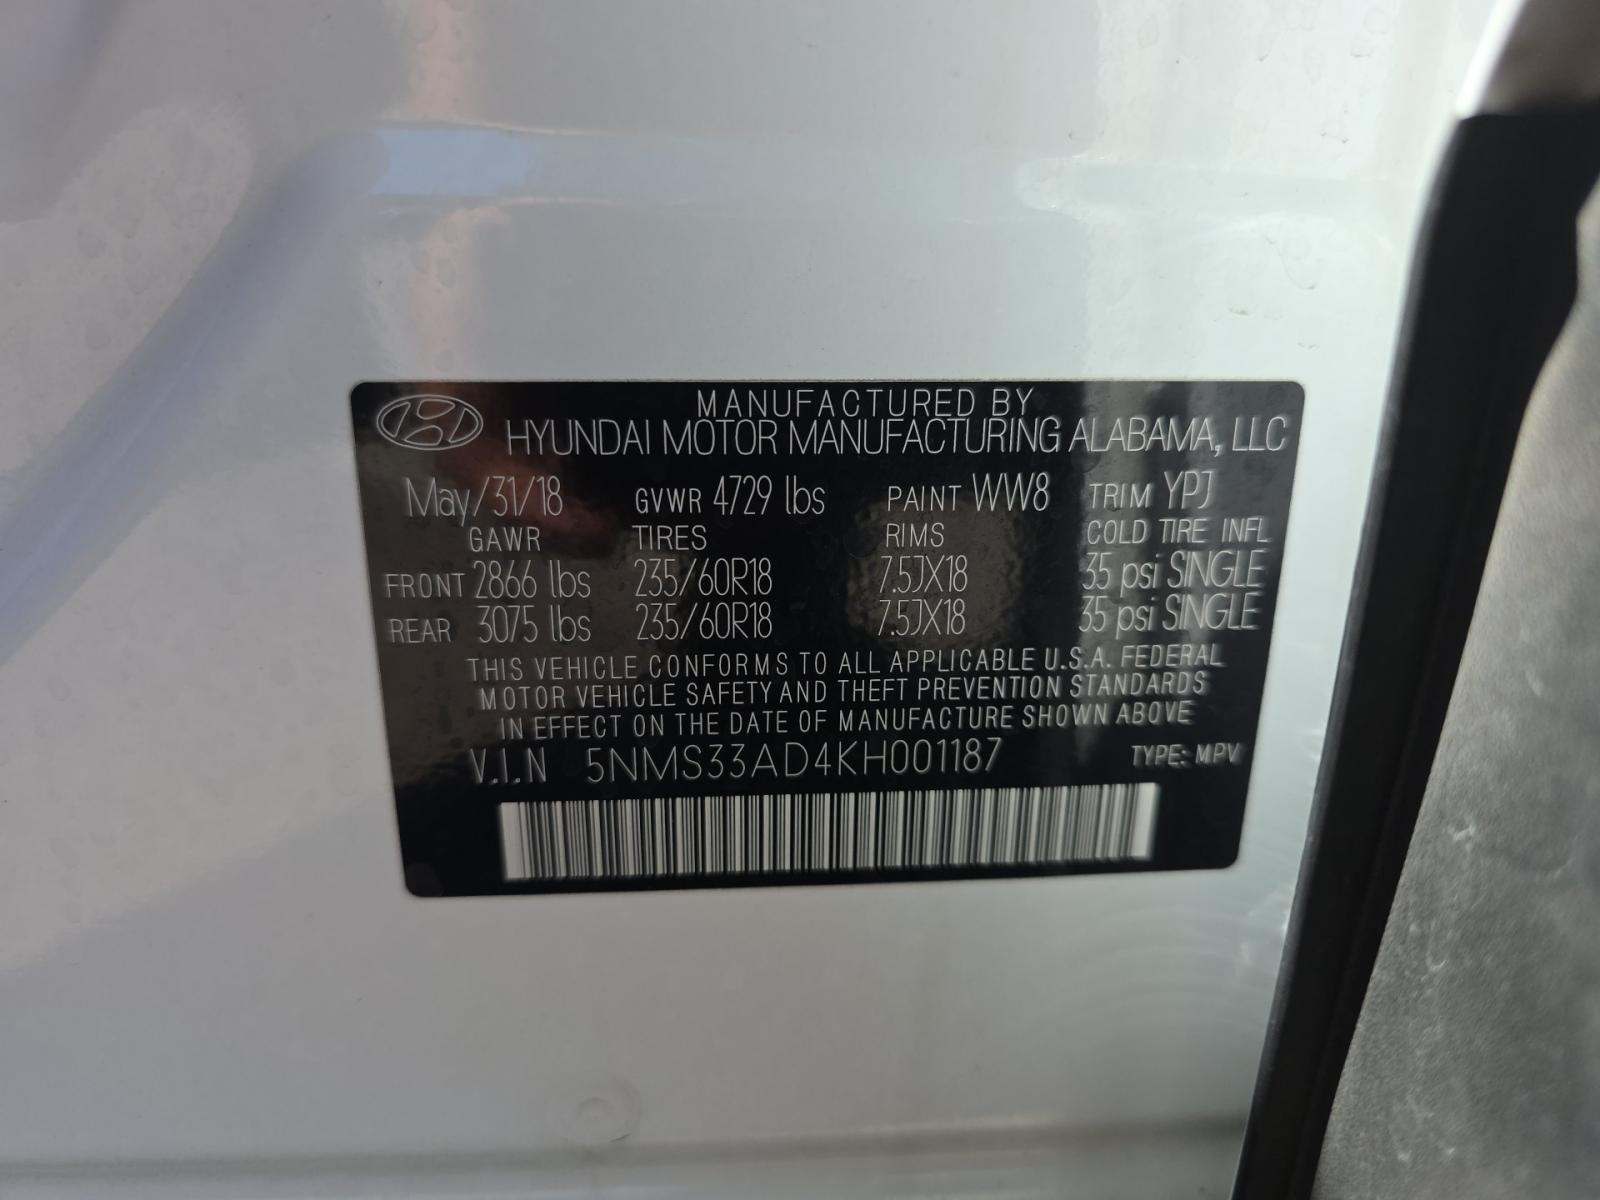 MANUFACTURED BY
HYUNDAI MOTOR MANUFACTURING ALABAMA, LLC
May/31/18 GVWR 4729 lbs PAINT WW8 TRIM YPJ
GAWR TIRES RIMS COLD TIRE INFL
FRONT 2866 lbs 235/60R18 7.5JX18 35 psi SINGLE
REAR 3075 lbs 235/60R18 7.5JX18 35 psi SINGLE
THIS VEHICLE CONFORMS TO ALL APPLICABLE U.S.A. FEDERAL
MOTOR VEHICLE SAFETY AND THEFT PREVENTION STANDARDS
IN EFFECT ON THE DATE OF MANUFACTURE SHOWN ABOVE
V.I.N 5NMS33AD4KH001187 TYPE: MPV